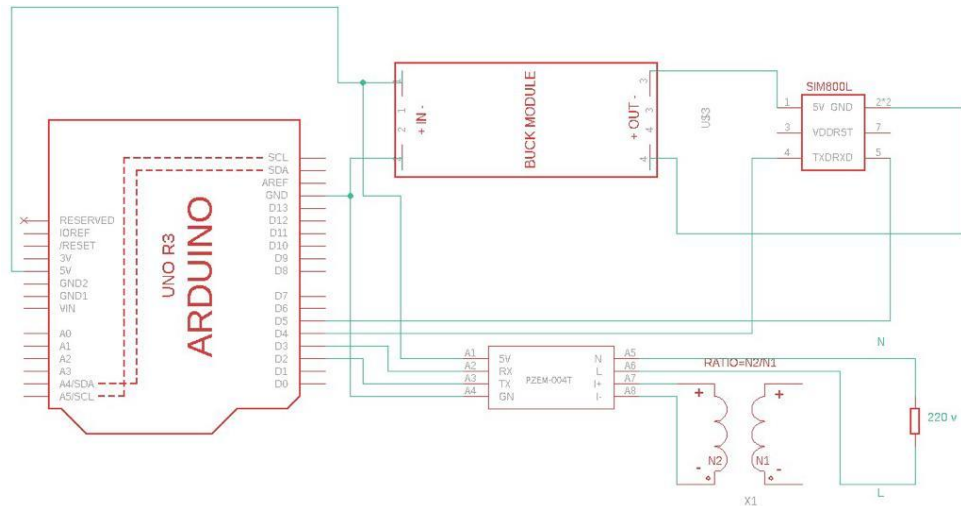 BUCK MODULE
+ IN -
1
2
4
+ OUT -
3
3
4
4
U$3
SIM800L
1
5V GND
2*2
3
VDDRST
7
4
TXDRXD
5
UNO R3
ARDUINO
SCL
SDA
AREF
GND
D13
D12
D11
D10
D9
D8
D7
D6
D5
D4
D3
D2
D1
D0
RESERVED
IOREF
/RESET
3V
5V
GND2
GND1
VIN
A0
A1
A2
A3
A4/SDA
A5/SCL
A1
A2
A3
A4
5V
RX
TX
GN
PZEM-004T
N
L
I+
I-
A5
A6
A7
A8
RATIO=N2/N1
+
+
N2
N1
-
-
X1
N
220 v
L